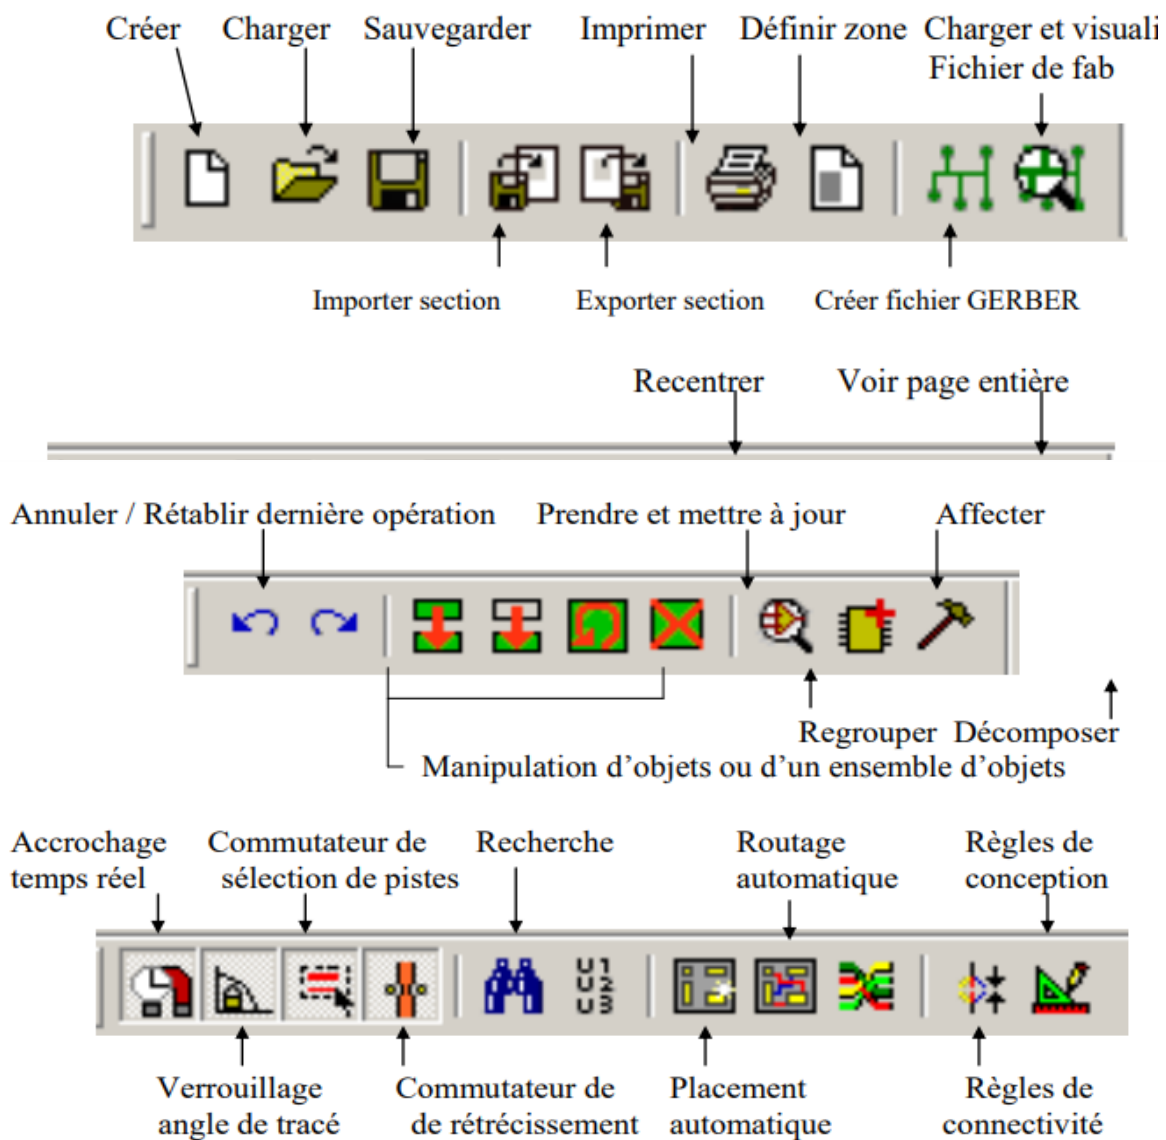 Créer Charger Sauvegarder Imprimer Définir zone Charger et visuali
Fichier de fab
Importer section Exporter section Créer fichier GERBER
Recentrer Voir page entière
Annuler / Rétablir dernière opération Prendre et mettre à jour Affecter
Regrouper Décomposer
Manipulation d'objets ou d'un ensemble d'objets
Accrochage Commutateur de Recherche Routage Règles de
temps réel sélection de pistes automatique conception
U1
U2
U3
Verrouillage Commutateur de Placement Règles de
angle de tracé de rétrécissement automatique connectivité